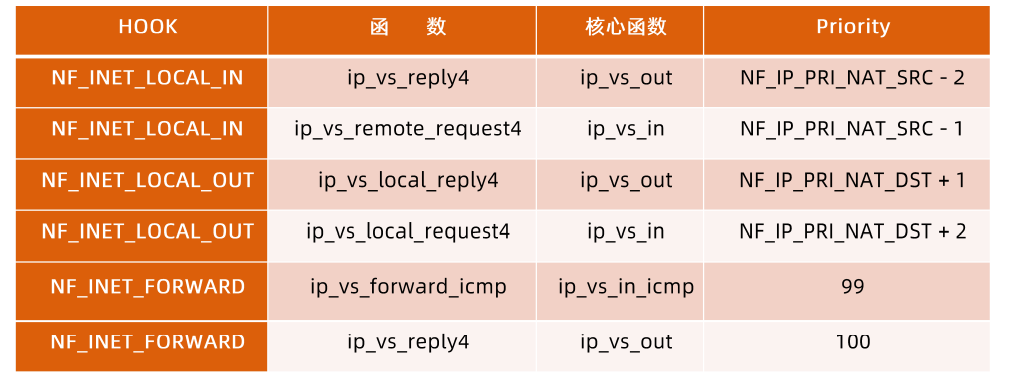 HOOK 函 数 核心函数 Priority
NF_INET_LOCAL_IN ip_vs_reply4 ip_vs_out NF_IP_PRI_NAT_SRC - 2
NF_INET_LOCAL_IN ip_vs_remote_request4 ip_vs_in NF_IP_PRI_NAT_SRC - 1
NF_INET_LOCAL_OUT ip_vs_local_reply4 ip_vs_out NF_IP_PRI_NAT_DST + 1
NF_INET_LOCAL_OUT ip_vs_local_request4 ip_vs_in NF_IP_PRI_NAT_DST + 2
NF_INET_FORWARD ip_vs_forward_icmp ip_vs_in_icmp 99
NF_INET_FORWARD ip_vs_reply4 ip_vs_out 100